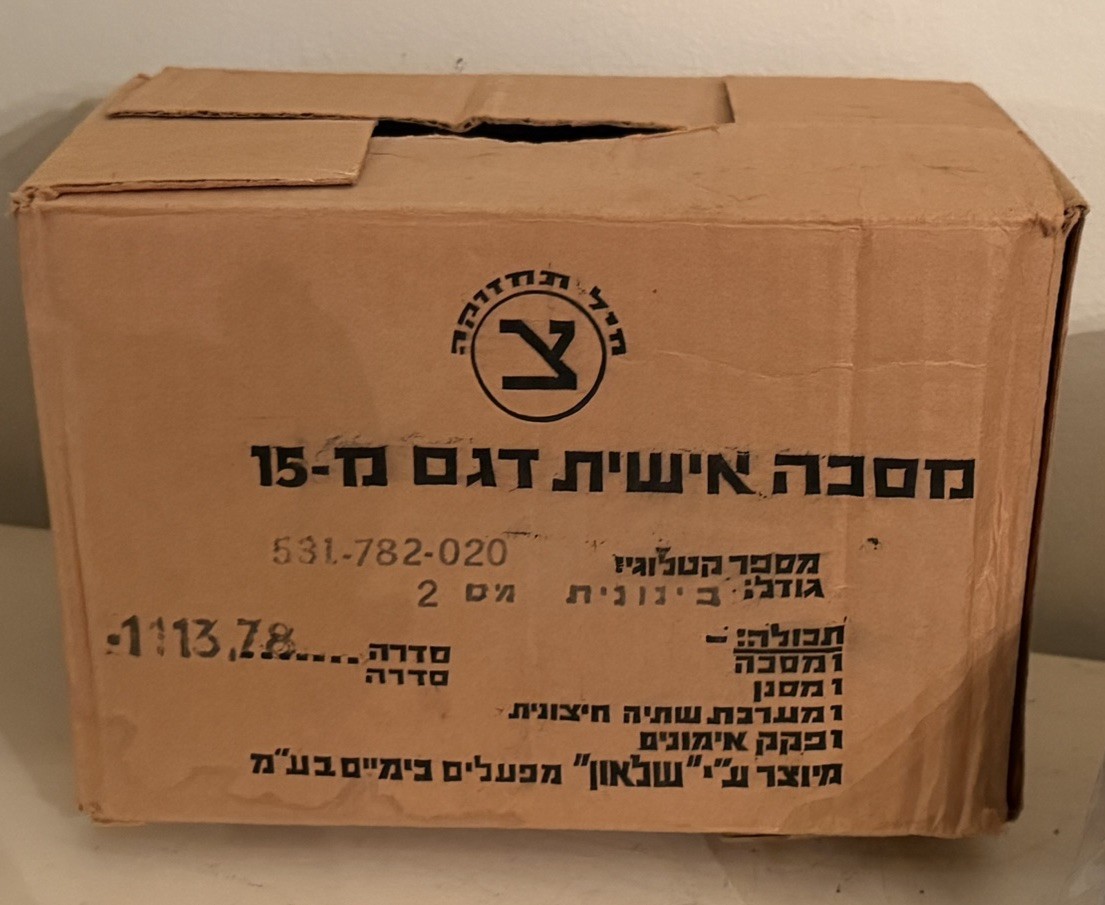 חיל תחזוקה
צ
מסכה אישית דגם מ-15
מספר קטלוגי: 531-782-020
גודל: בינונית מס 2
תכולה:-
1 מסכה סדרה 1113,78
1 מסנן סדרה
1 מערכת שתיה חיצונית
1 פקק אימונים
מיוצר ע"י "שלאון" מפעלים כימיים בע"מ